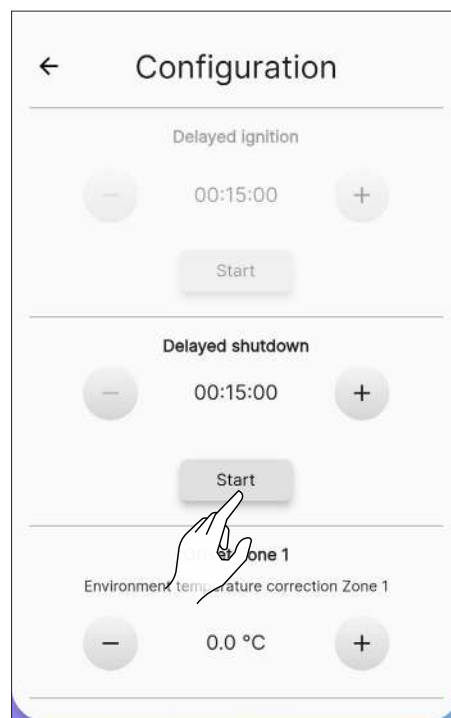 ← Configuration
Delayed ignition
− 00:15:00 +
Start
Delayed shutdown
− 00:15:00 +
Start
one 1
Environment temperature correction Zone 1
− 0.0 °C +